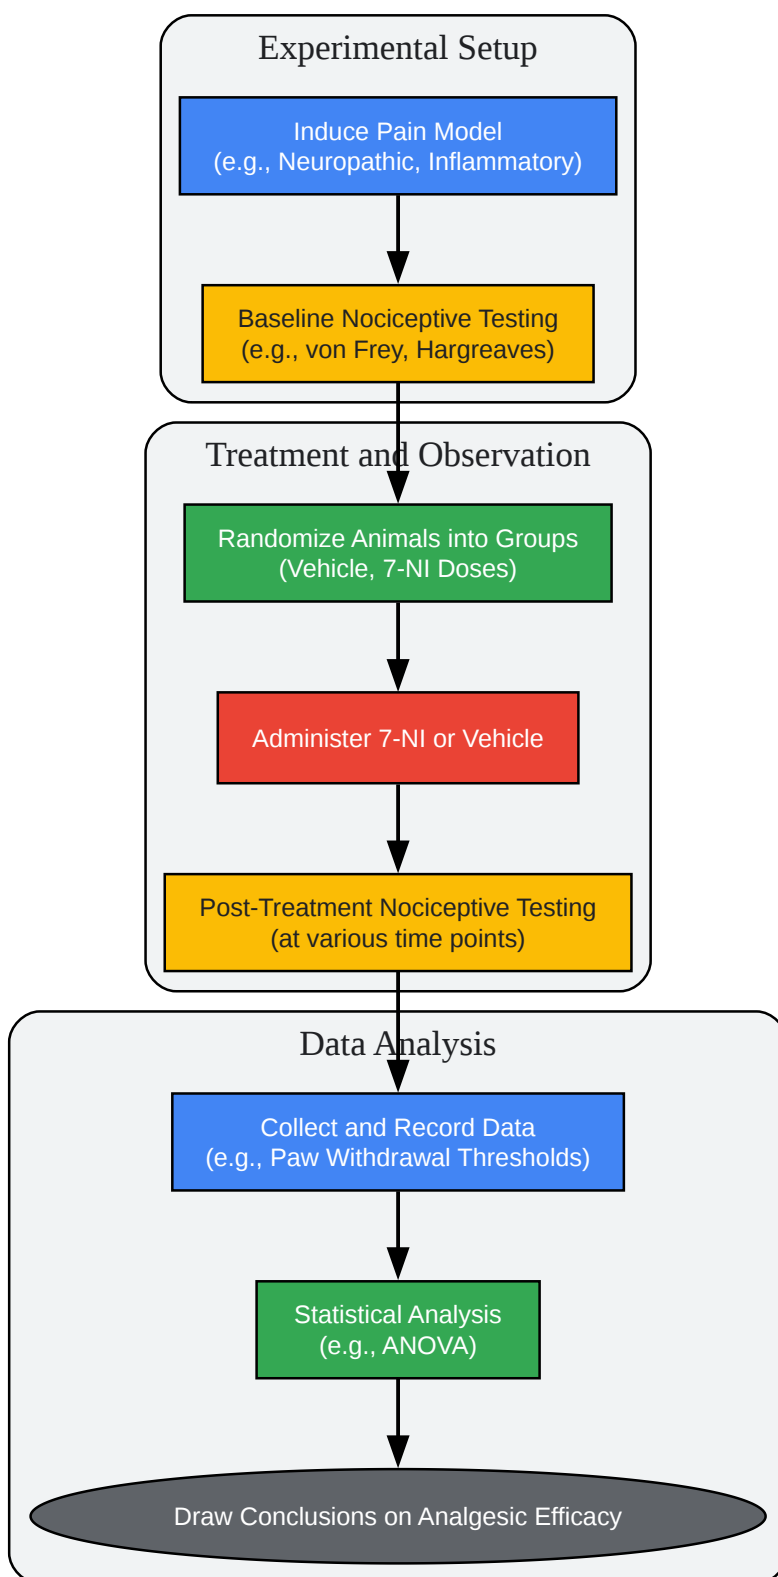 Experimental Setup
Induce Pain Model
(e.g., Neuropathic, Inflammatory)
Baseline Nociceptive Testing
(e.g., von Frey, Hargreaves)
Treatment and Observation
Randomize Animals into Groups
(Vehicle, 7-NI Doses)
Administer 7-NI or Vehicle
Post-Treatment Nociceptive Testing
(at various time points)
Data Analysis
Collect and Record Data
(e.g., Paw Withdrawal Thresholds)
Statistical Analysis
(e.g., ANOVA)
Draw Conclusions on Analgesic Efficacy